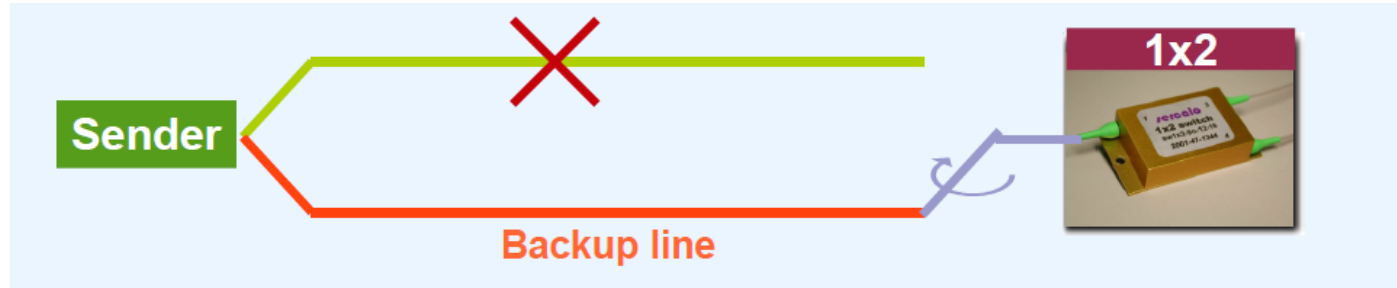 1x2
Sender
sercalo
1x2 switch
Backup line